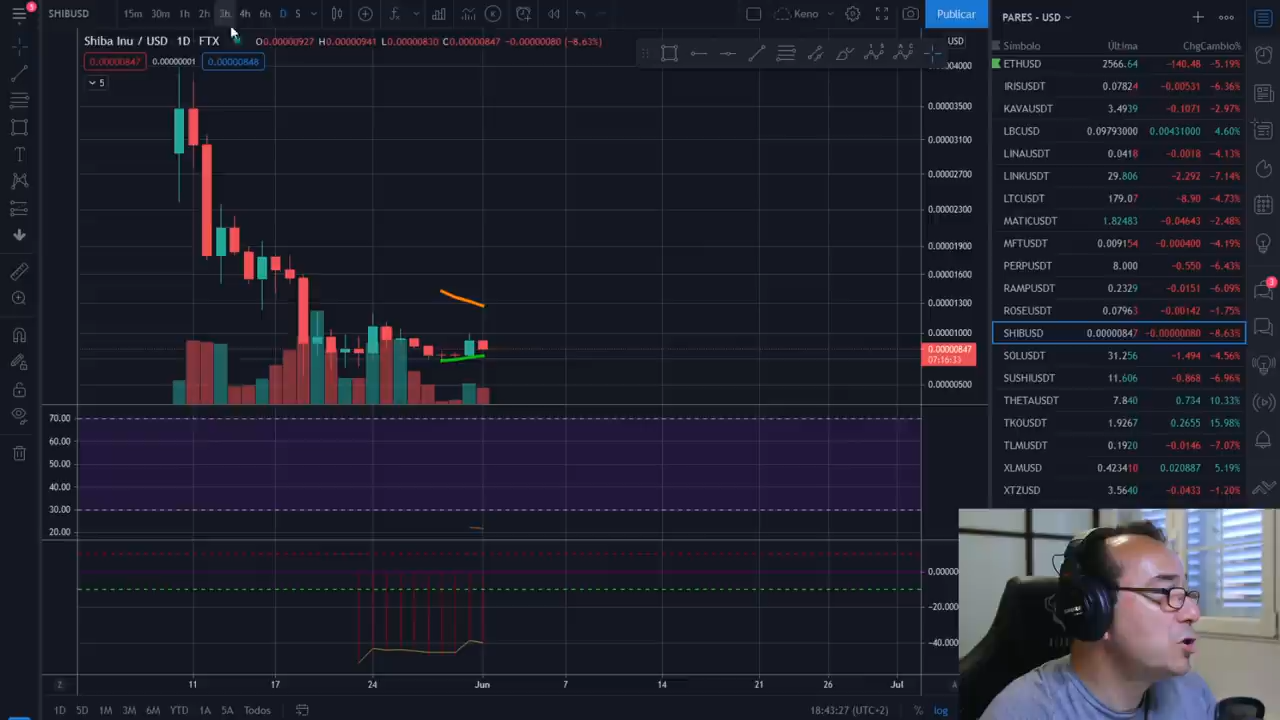 5
SHIBUSD
15m 30m 1h 2h 3h 4h 6h D S
Keno
Publicar
PARES - USD
Shiba Inu / USD 1D FTX
O0.00000927 H0.00000941 L0.00000830 C0.00000847 -0.00000080 (-8.63%)
0.00000847 0.00000001 0.00000848
5
USD
0.00004000
0.00003500
0.00003100
0.00002700
0.00002300
0.00001900
0.00001600
0.00001300
0.00001000
0.00000847
07:16:33
0.00000500
70.00
60.00
50.00
40.00
30.00
20.00
0.00000
-20.000
-40.000
11 17 24 Jun 7 14 21 26 Jul
Z
A
1D 5D 1M 3M 6M YTD 1A 5A Todos
18:43:27 (UTC+2)
% log
Símbolo Última Chg Cambio%
ETHUSD 2566.64 -140.48 -5.19%
IRISUSDT 0.07824 -0.00531 -6.36%
KAVAUSDT 3.4939 -0.1071 -2.97%
LBCUSD 0.09793000 0.00431000 4.60%
LINAUSDT 0.0418 -0.0018 -4.13%
LINKUSDT 29.806 -2.292 -7.14%
LTCUSDT 179.07 -8.90 -4.73%
MATICUSDT 1.82483 -0.04643 -2.48%
MFTUSDT 0.009154 -0.000400 -4.19%
PERPUSDT 8.000 -0.550 -6.43%
RAMPUSDT 0.2329 -0.0151 -6.09%
ROSEUSDT 0.07963 -0.00142 -1.75%
SHIBUSD 0.00000847 -0.00000080 -8.63%
SOLUSDT 31.256 -1.494 -4.56%
SUSHIUSDT 11.606 -0.868 -6.96%
THETAUSDT 7.840 0.734 10.33%
TKOUSDT 1.9267 0.2655 15.98%
TLMUSDT 0.1920 -0.0146 -7.07%
XLMUSD 0.423410 0.020887 5.19%
XTZUSD 3.5640 -0.0433 -1.20%
3